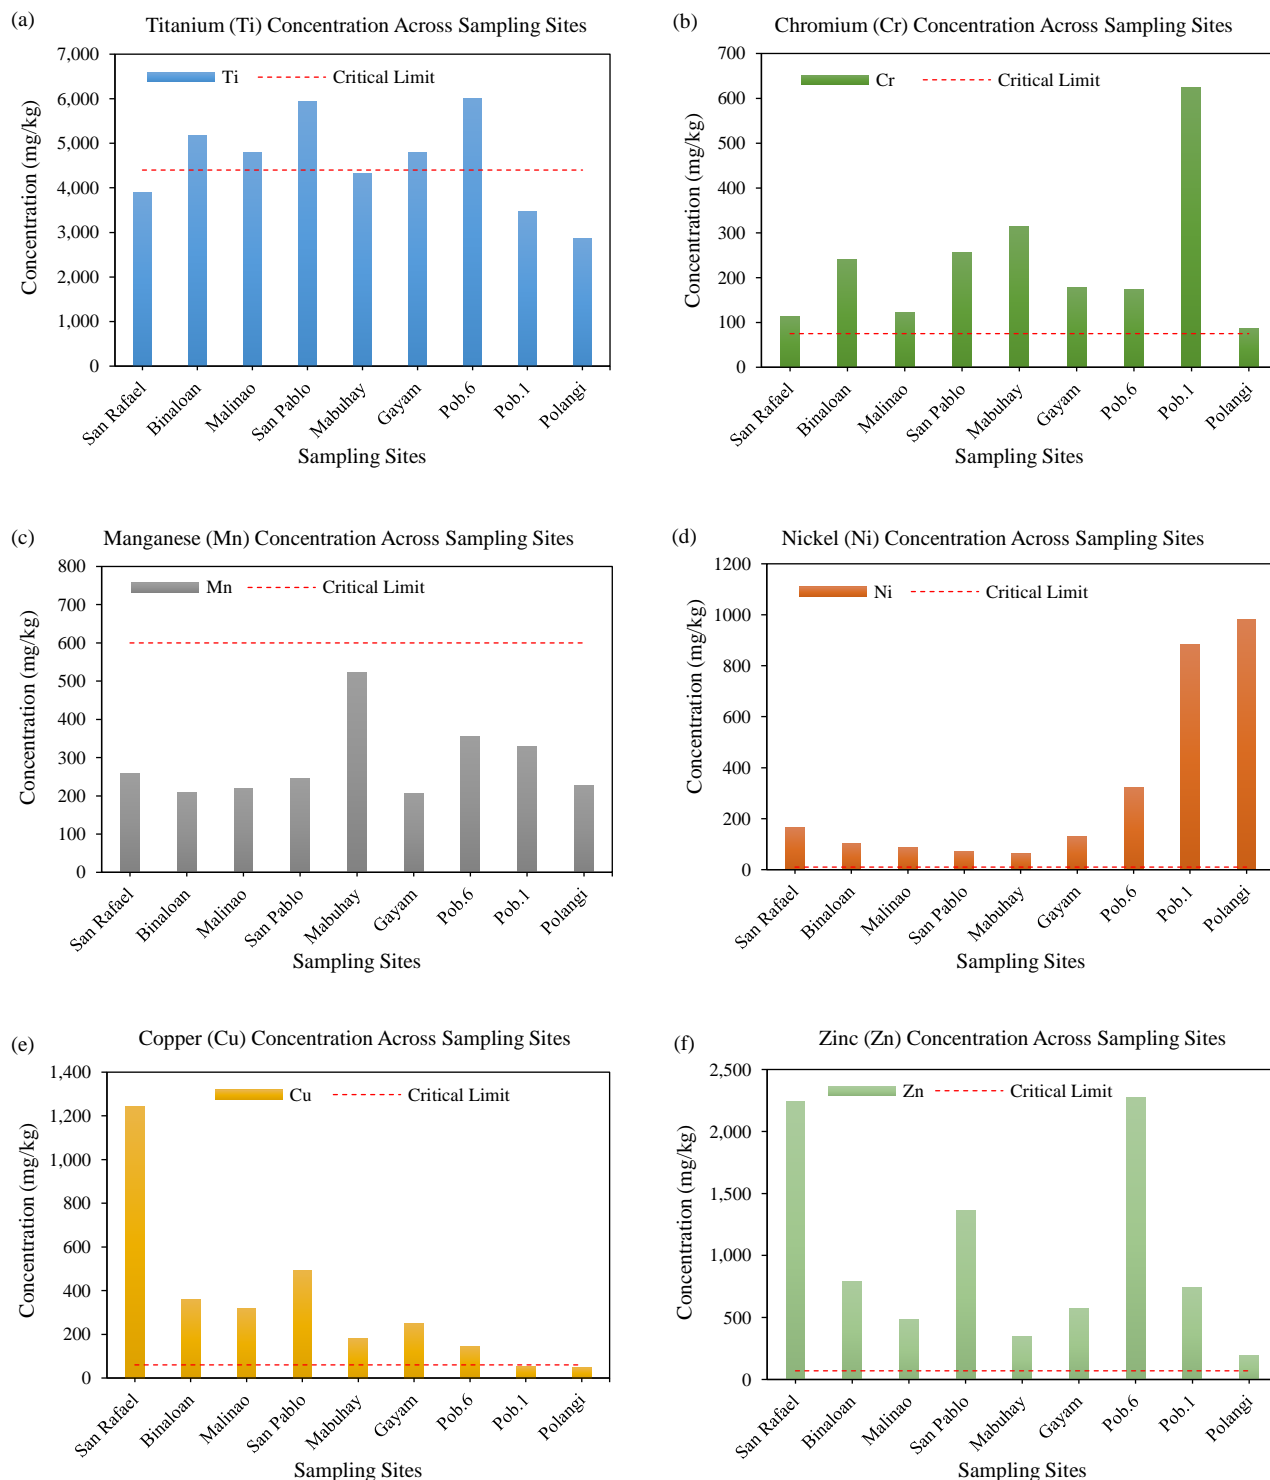 (a)
Titanium (Ti) Concentration Across Sampling Sites
Ti
Critical Limit
Concentration (mg/kg)
7,000
6,000
5,000
4,000
3,000
2,000
1,000
0
San Rafael
Binaloan
Malinao
San Pablo
Mabuhay
Gayam
Pob.6
Pob.1
Polangi
Sampling Sites
(b)
Chromium (Cr) Concentration Across Sampling Sites
Cr
Critical Limit
Concentration (mg/kg)
700
600
500
400
300
200
100
0
San Rafael
Binaloan
Malinao
San Pablo
Mabuhay
Gayam
Pob.6
Pob.1
Polangi
Sampling Sites
(c)
Manganese (Mn) Concentration Across Sampling Sites
Mn
Critical Limit
Concentration (mg/kg)
800
700
600
500
400
300
200
100
0
San Rafael
Binaloan
Malinao
San Pablo
Mabuhay
Gayam
Pob.6
Pob.1
Polangi
Sampling Sites
(d)
Nickel (Ni) Concentration Across Sampling Sites
Ni
Critical Limit
Concentration (mg/kg)
1200
1000
800
600
400
200
0
San Rafael
Binaloan
Malinao
San Pablo
Mabuhay
Gayam
Pob.6
Pob.1
Polangi
Sampling Sites
(e)
Copper (Cu) Concentration Across Sampling Sites
Cu
Critical Limit
Concentration (mg/kg)
1,400
1,200
1,000
800
600
400
200
0
San Rafael
Binaloan
Malinao
San Pablo
Mabuhay
Gayam
Pob.6
Pob.1
Polangi
Sampling Sites
(f)
Zinc (Zn) Concentration Across Sampling Sites
Zn
Critical Limit
Concentration (mg/kg)
2,500
2,000
1,500
1,000
500
0
San Rafael
Binaloan
Malinao
San Pablo
Mabuhay
Gayam
Pob.6
Pob.1
Polangi
Sampling Sites